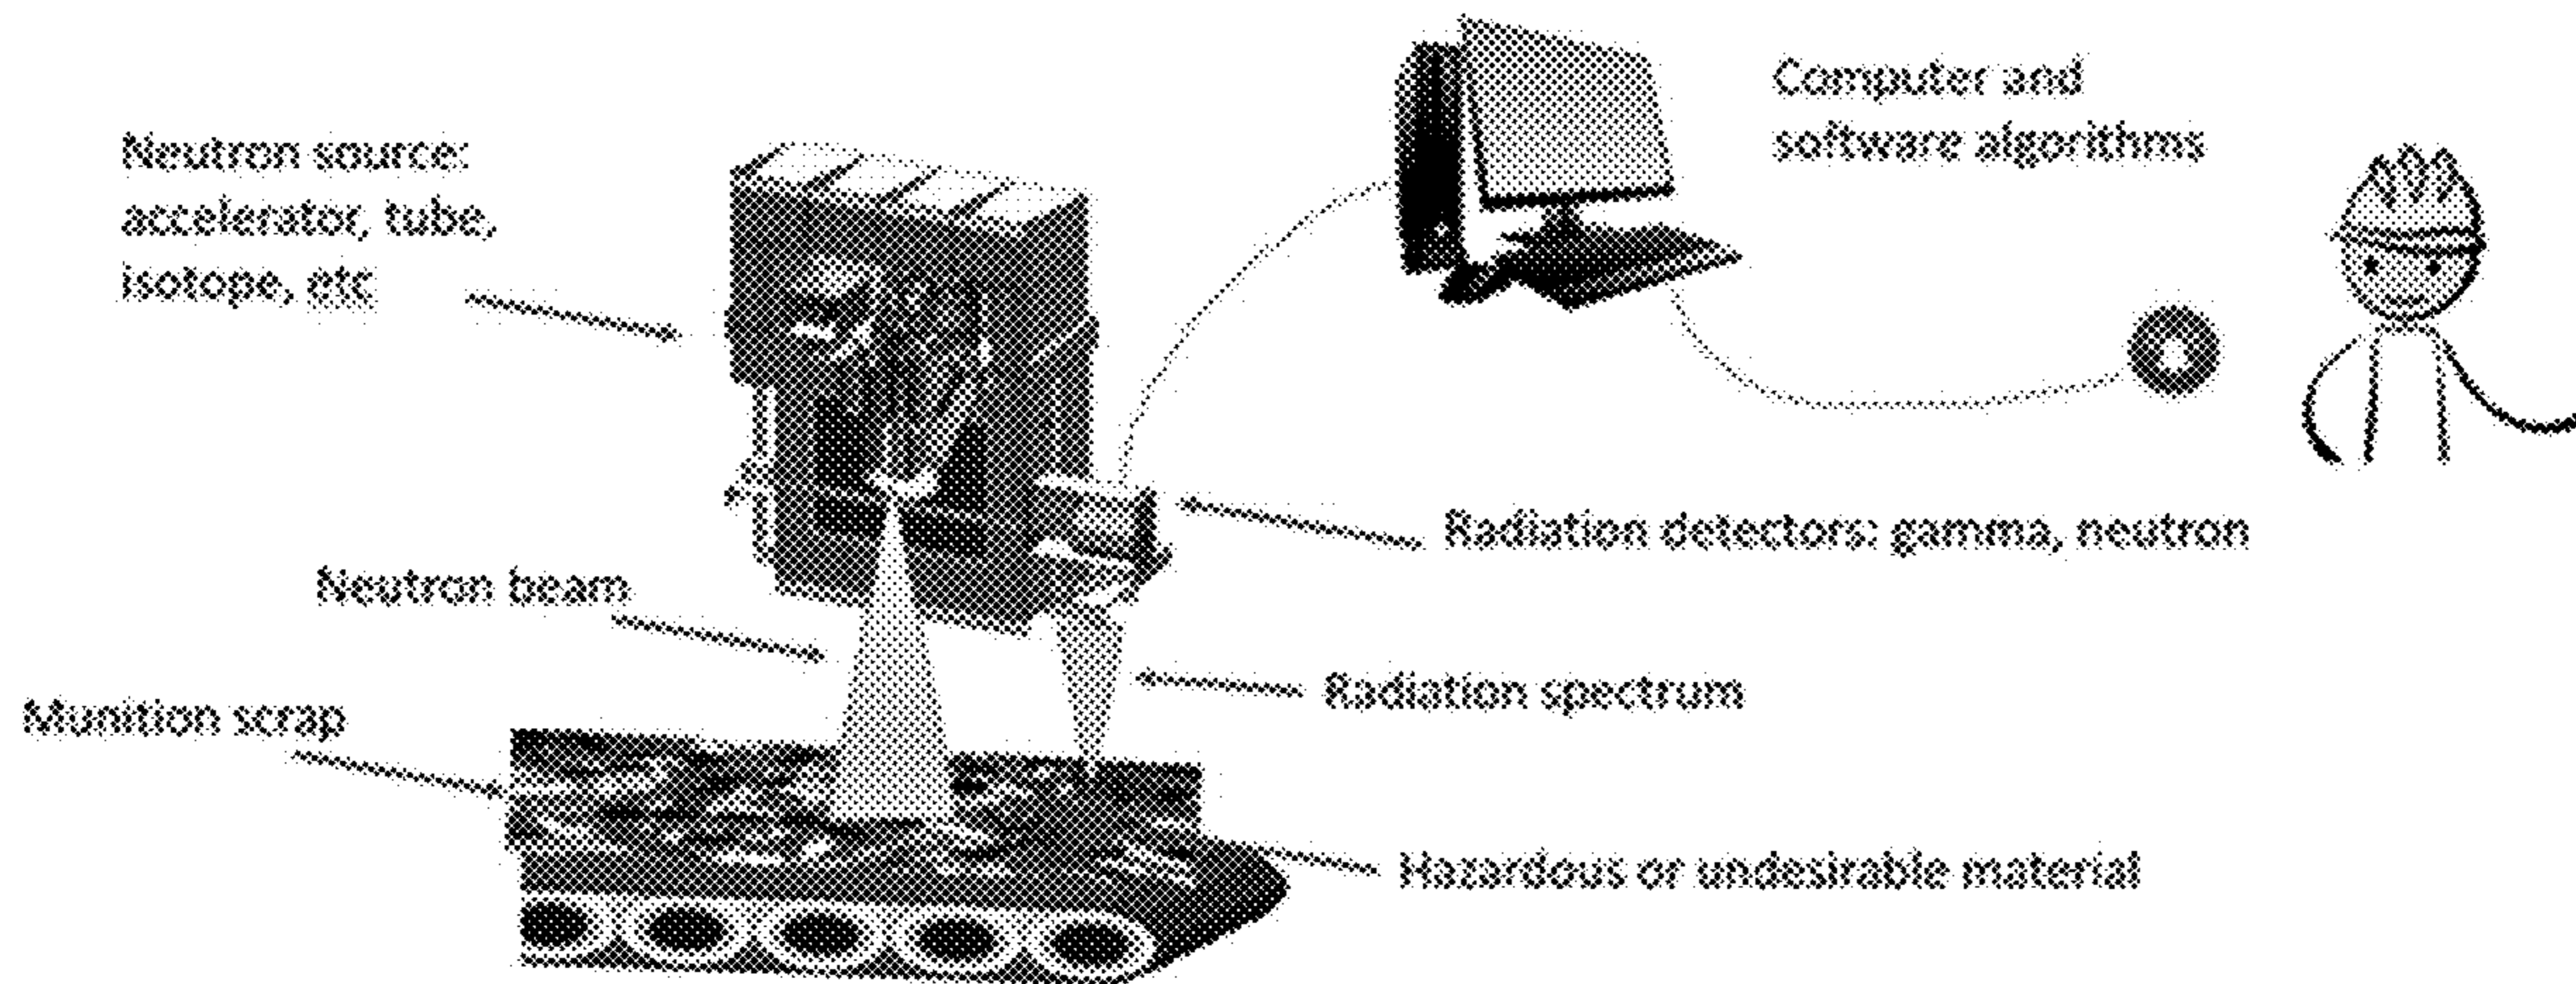 Neutron source:
accelerator, tube,
isotope, etc
Computer and
software algorithms
Radiation detectors: gamma, neutron
Neutron beam
Radiation spectrum
Munition scrap
Hazardous or undesirable material